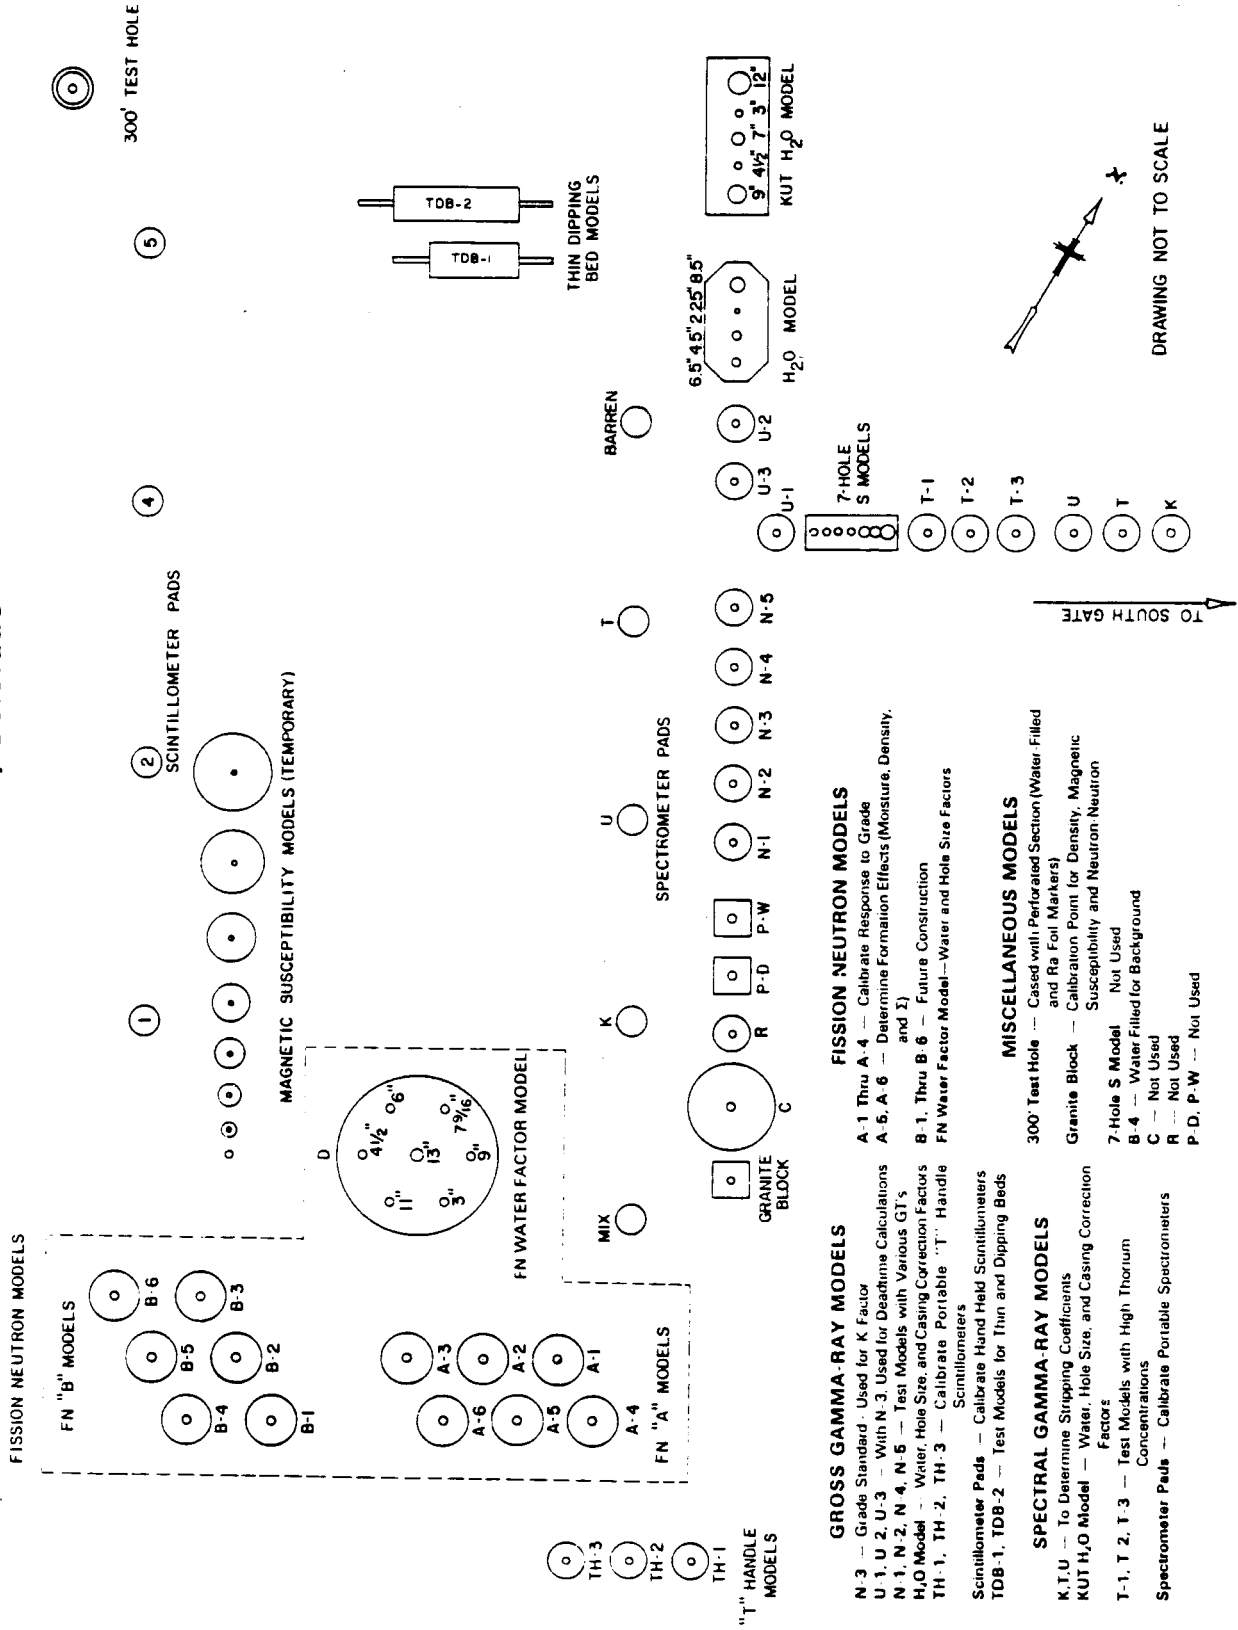 FISSION NEUTRON MODELS
FN "B" MODELS
B-6
B-5
B-4
B-3
B-2
B-1
A-3
A-2
A-1
A-6
A-5
A-4
FN "A" MODELS
TH-3
TH-2
TH-1
"T" HANDLE
MODELS
D
4½"
6"
11"
13"
7 9/16"
3"
9"
FN WATER FACTOR MODEL
1
2
4
5
SCINTILLOMETER PADS
MAGNETIC SUSCEPTIBILITY MODELS (TEMPORARY)
300' TEST HOLE
TDB-2
TDB-1
THIN DIPPING
BED MODELS
MIX
K
U
T
BARREN
SPECTROMETER PADS
GRANITE
BLOCK
C
R
P-D
P-W
N-1
N-2
N-3
N-4
N-5
U-1
U-3
U-2
6.5" 4.5" 2.25" 8.5"
H2O MODEL
9" 4½" 7" 3" 12"
KUT H2O MODEL
7-HOLE
S MODELS
T-1
T-2
T-3
U
T
K
TO SOUTH GATE
DRAWING NOT TO SCALE
GROSS GAMMA-RAY MODELS
N-3 — Grade Standard - Used for K Factor
U-1, U 2, U-3 — With N-3, Used for Deadtime Calculations
N-1, N-2, N-4, N-5 — Test Models with Various GT's
H2O Model — Water, Hole Size, and Casing Correction Factors
TH-1, TH-2, TH-3 — Calibrate Portable "T" Handle
Scintillometers
Scintillometer Pads — Calibrate Hand Held Scintillometers
TDB-1, TDB-2 — Test Models for Thin and Dipping Beds
SPECTRAL GAMMA-RAY MODELS
K,T,U — To Determine Stripping Coefficients
KUT H2O Model — Water, Hole Size, and Casing Correction
Factors
T-1, T 2, T-3 — Test Models with High Thorium
Concentrations
Spectrometer Pads — Calibrate Portable Spectrometers
FISSION NEUTRON MODELS
A-1 Thru A-4 — Calibrate Response to Grade
A-5, A-6 — Determine Formation Effects (Moisture, Density,
and Σ)
B-1, Thru B-6 — Future Construction
FN Water Factor Model—Water and Hole Size Factors
MISCELLANEOUS MODELS
300' Test Hole — Cased with Perforated Section (Water-Filled
and Ra Foil Markers)
Granite Block — Calibration Point for Density, Magnetic
Susceptibility and Neutron-Neutron
7-Hole S Model Not Used
B-4 — Water Filled for Background
C — Not Used
R — Not Used
P-D, P-W — Not Used